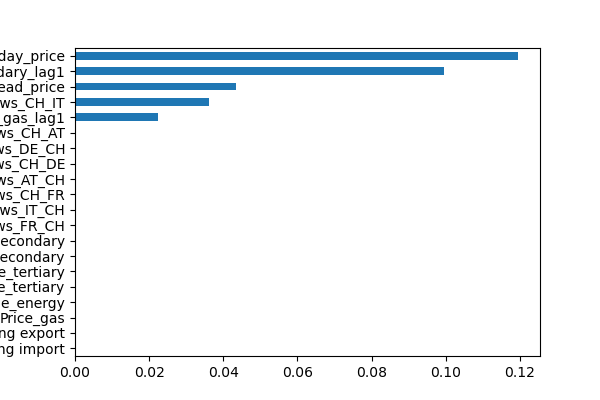 day_price
dary_lag1
ead_price
ws_CH_IT
_gas_lag1
ws_CH_AT
ws_DE_CH
ws_CH_DE
ws_AT_CH
ws_CH_FR
ws_IT_CH
ws_FR_CH
econdary
econdary
e_tertiary
e_tertiary
e_energy
Price_gas
ng export
ng import
0.00 0.02 0.04 0.06 0.08 0.10 0.12